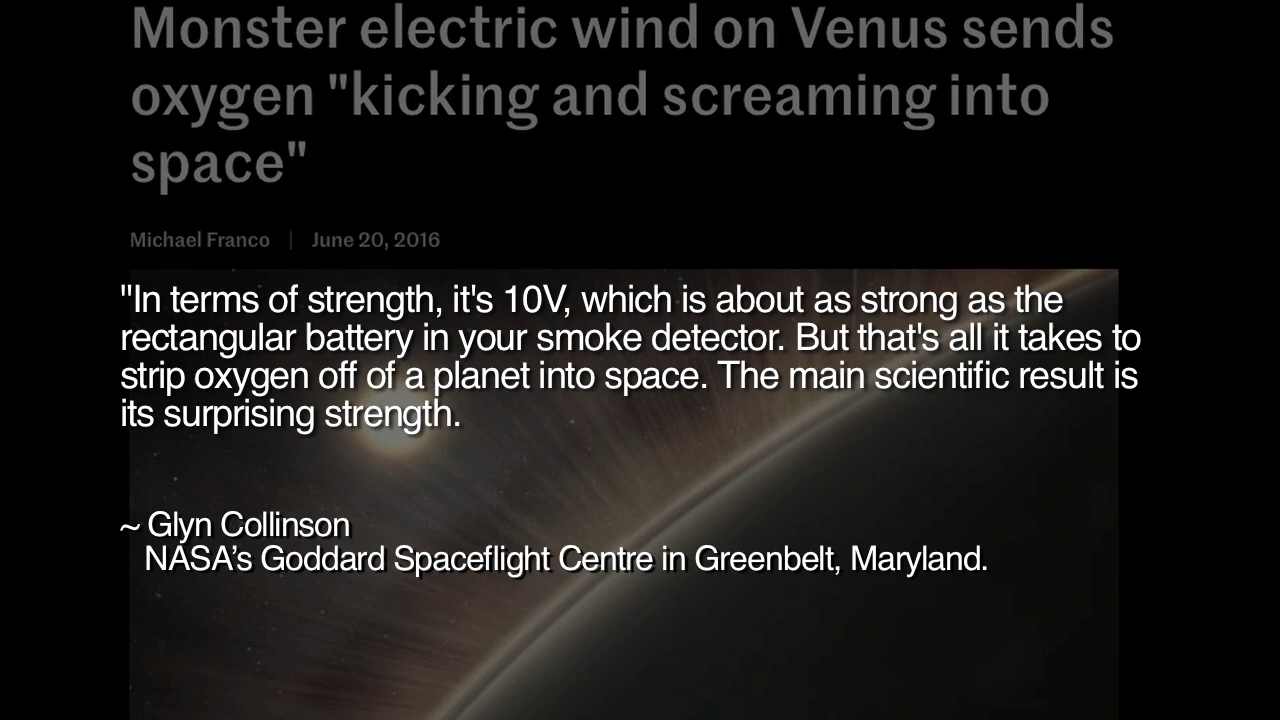 Monster electric wind on Venus sends
oxygen "kicking and screaming into
space"
Michael Franco | June 20, 2016
"In terms of strength, it's 10V, which is about as strong as the
rectangular battery in your smoke detector. But that's all it takes to
strip oxygen off of a planet into space. The main scientific result is
its surprising strength.
~ Glyn Collinson
NASA’s Goddard Spaceflight Centre in Greenbelt, Maryland.